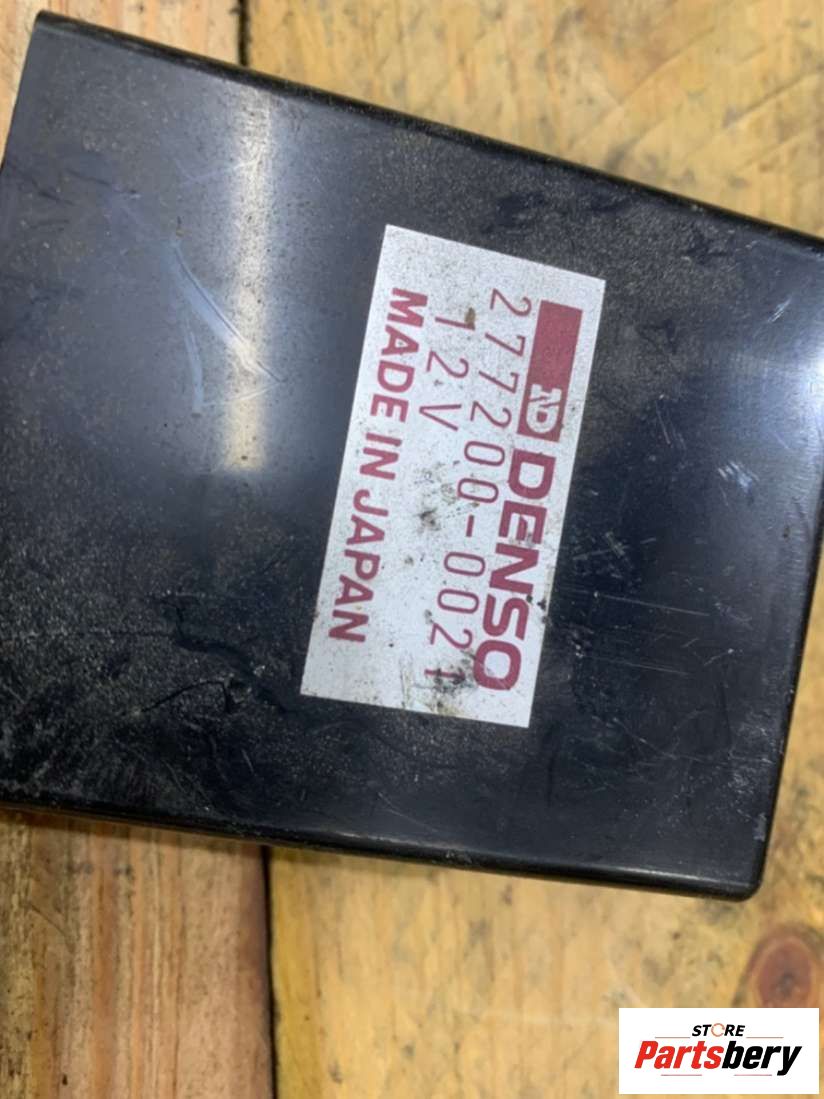 ND DENSO
277200-0021
12V
MADE IN JAPAN
STORE
Partsbery